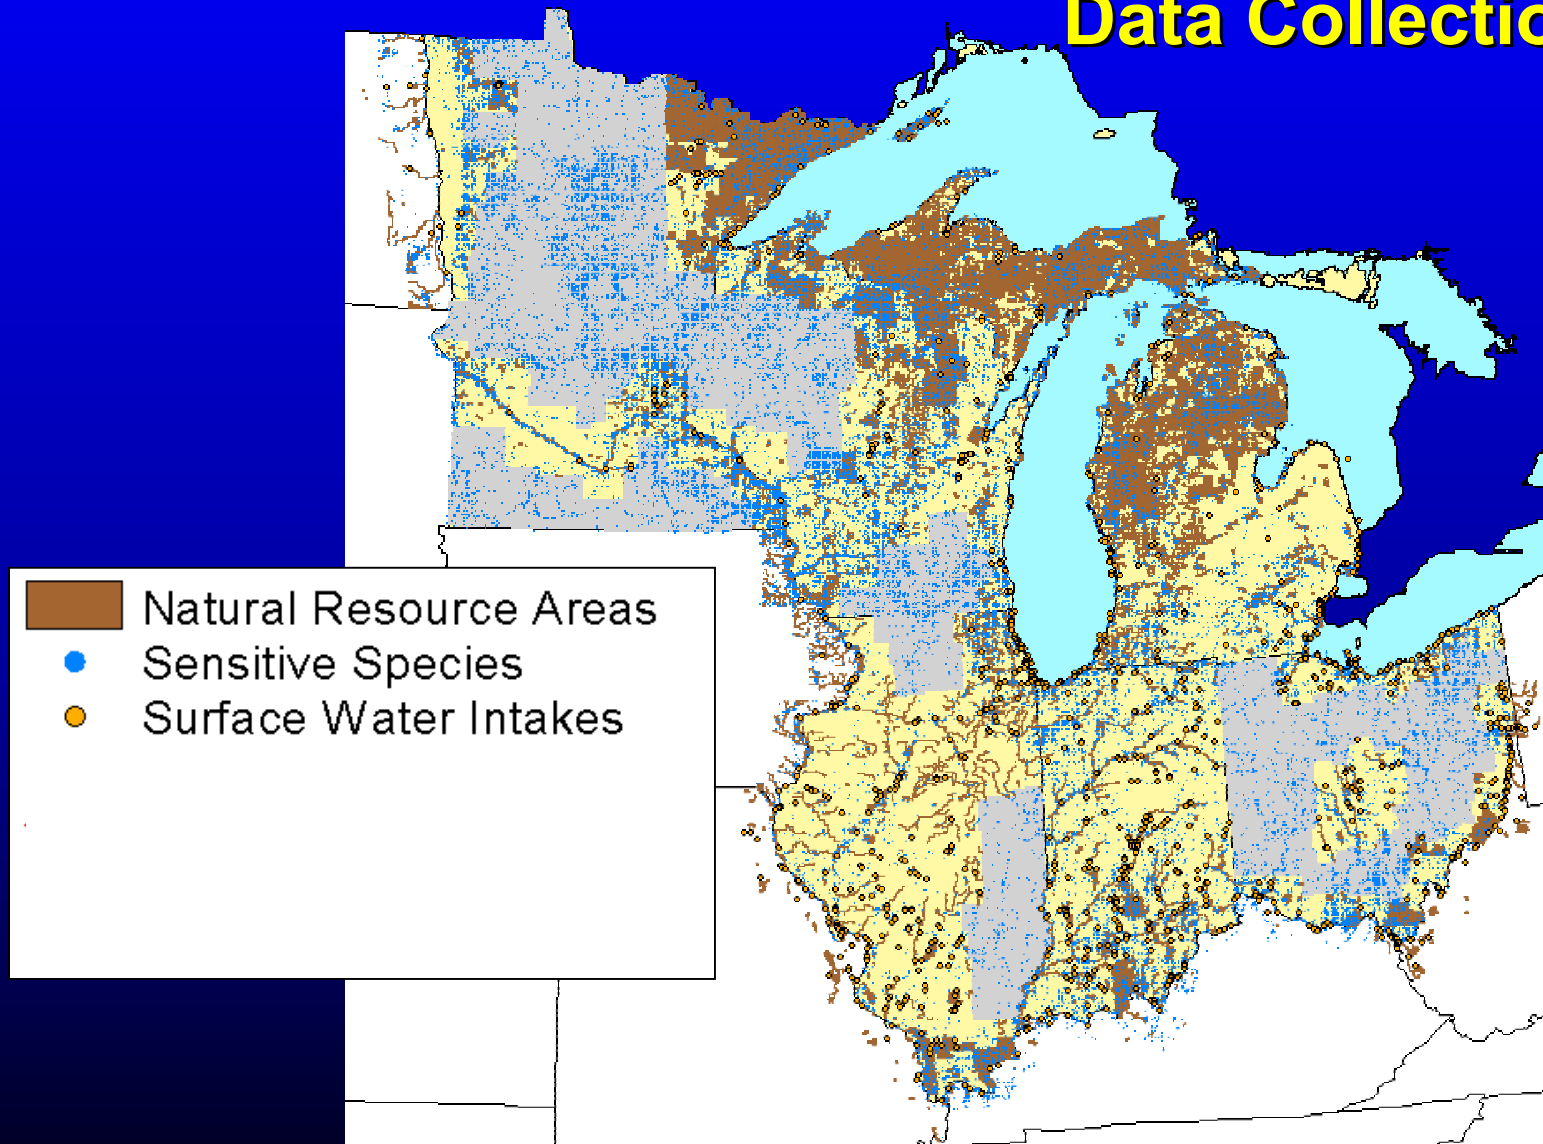 Data Collectio
Natural Resource Areas
Sensitive Species
Surface Water Intakes